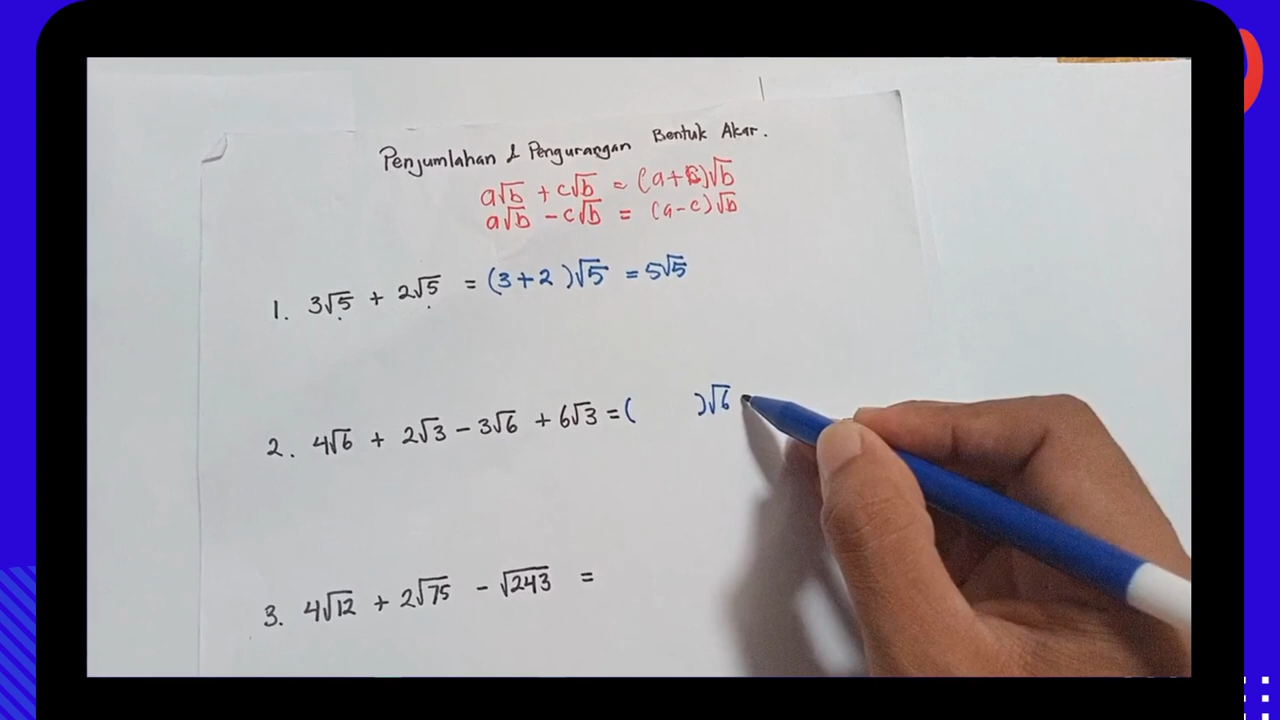 Penjumlahan & Pengurangan Bentuk Akar.
a√b + c√b = (a+c)√b
a√b - c√b = (a-c)√b
1. 3√5 + 2√5 = (3+2)√5 = 5√5
2. 4√6 + 2√3 - 3√6 + 6√3 = ( )√6
3. 4√12 + 2√75 - √243 =